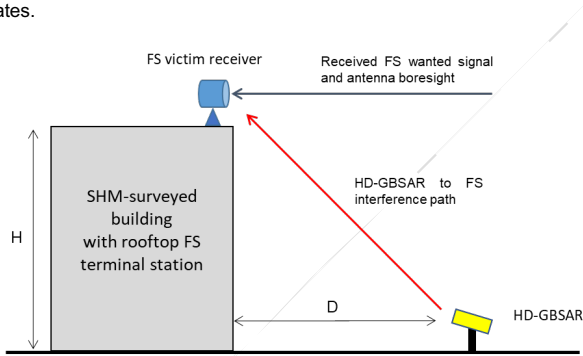 ates.
FS victim receiver
Received FS wanted signal
and antenna boresight
HD-GBSAR to FS
interference path
SHM-surveyed
building
with rooftop FS
terminal station
H
D
HD-GBSAR